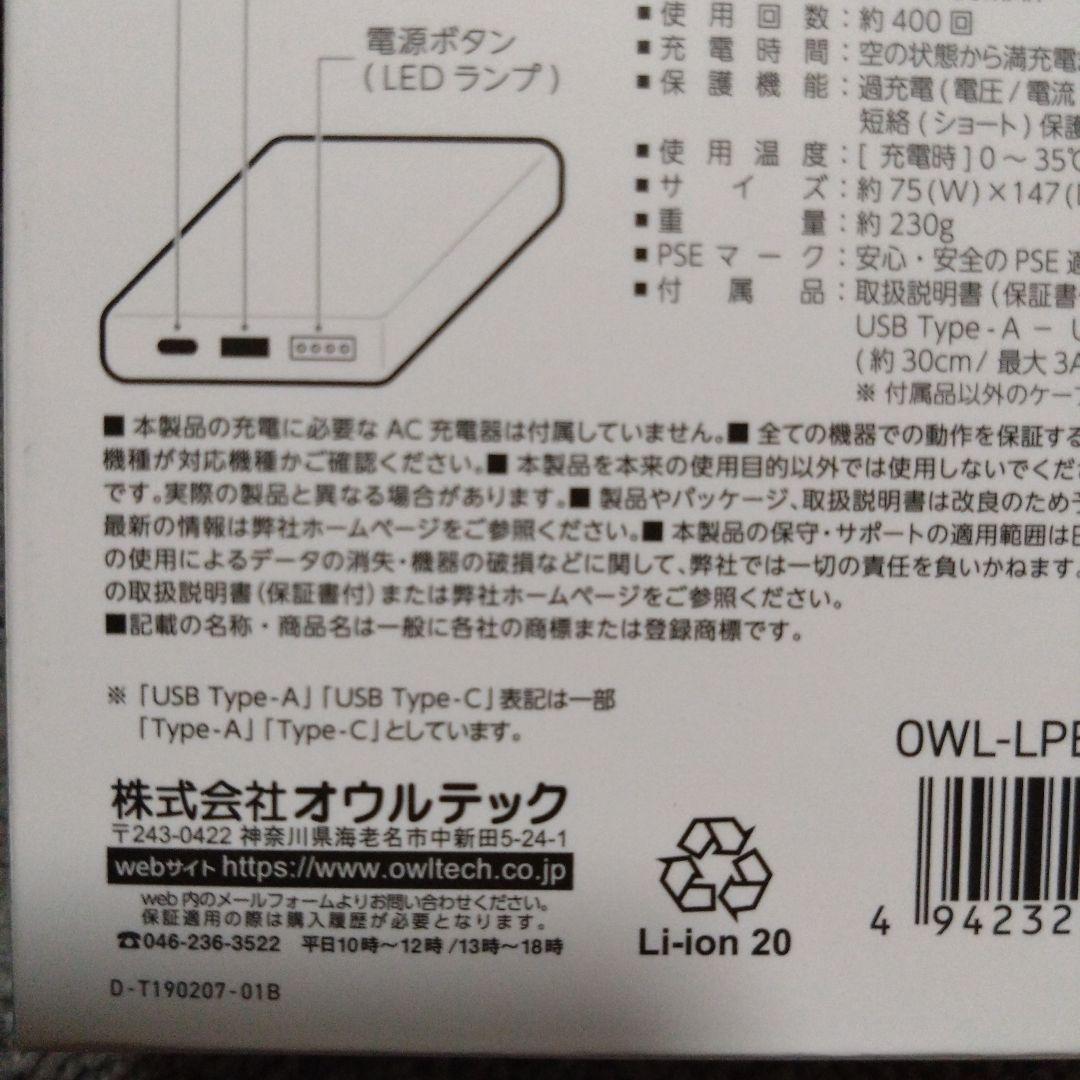 電源ボタン
(LED ランプ)
■使用回数：約400回
■充電時間：空の状態から満充電
■保護機能：過充電(電圧/電流
短絡(ショート)保護
■使用温度：[ 充電時]0～35℃
■サイズ：約75(W)×147(
■重量：約230g
■PSEマーク：安心・安全のPSE適
■付属品：取扱説明書(保証書
USB Type-A － U
(約30cm/ 最大3A
※付属品以外のケー
■ 本製品の充電に必要な AC 充電器は付属していません。■ 全ての機器での動作を保証する
機種が対応機種かご確認ください。■ 本製品を本来の使用目的以外では使用しないでくだ
です。実際の製品と異なる場合があります。■ 製品やパッケージ、取扱説明書は改良のため予
最新の情報は弊社ホームページをご参照ください。■ 本製品の保守・サポートの適用範囲は日
の使用によるデータの消失・機器の破損などに関して、弊社では一切の責任を負いかねます。
の取扱説明書(保証書付)または弊社ホームページをご参照ください。
■記載の名称・商品名は一般に各社の商標または登録商標です。
※「USB Type-A」「USB Type-C」表記は一部
「Type-A」「Type-C」としています。
株式会社オウルテック
〒243-0422 神奈川県海老名市中新田5-24-1
webサイト https://www.owltech.co.jp
web 内のメールフォームよりお問い合わせください。
保証適用の際は購入履歴が必要となります。
☎046-236-3522 平日10時～12時/13時～18時
D-T190207-01B
Li-ion 20
OWL-LP
4 94232